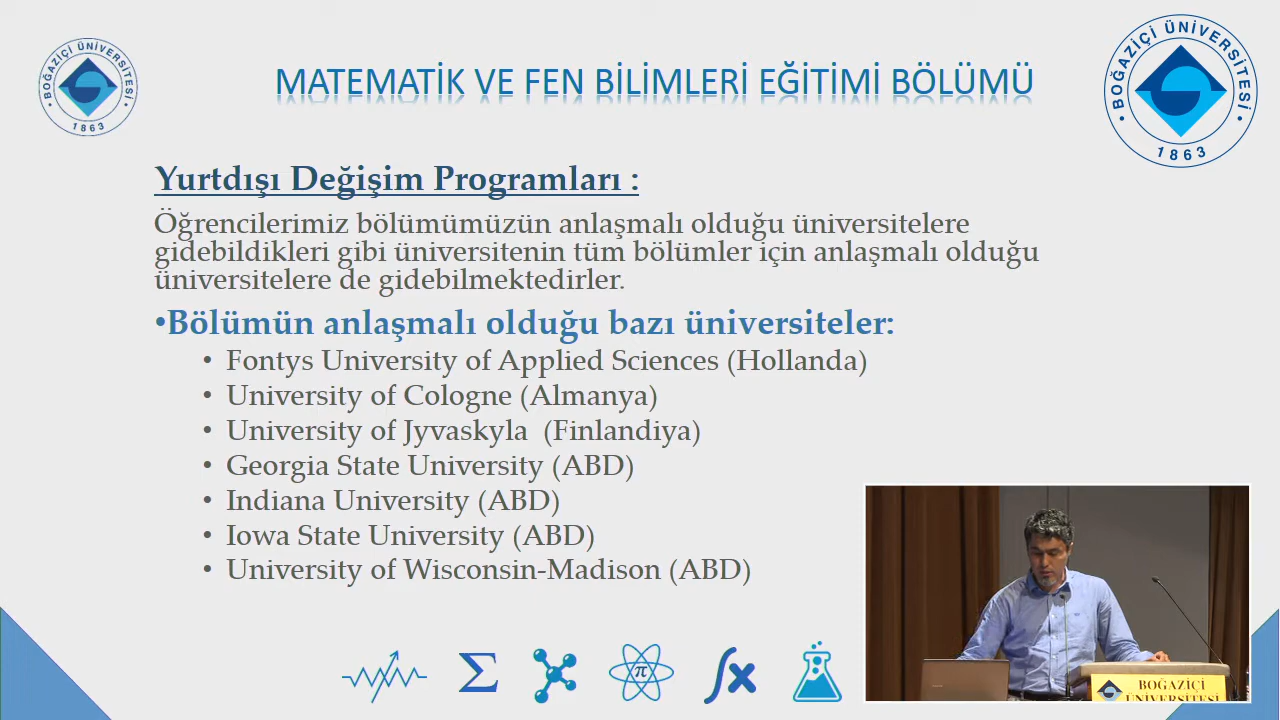 BOĞAZİÇİ ÜNİVERSİTESİ
1863
MATEMATİK VE FEN BİLİMLERİ EĞİTİMİ BÖLÜMÜ
BOĞAZİÇİ ÜNİVERSİTESİ
1863
Yurtdışı Değişim Programları :
Öğrencilerimiz bölümümüzün anlaşmalı olduğu üniversitelere
gidebildikleri gibi üniversitenin tüm bölümler için anlaşmalı olduğu
üniversitelere de gidebilmektedirler.
•Bölümün anlaşmalı olduğu bazı üniversiteler:
• Fontys University of Applied Sciences (Hollanda)
• University of Cologne (Almanya)
• University of Jyvaskyla (Finlandiya)
• Georgia State University (ABD)
• Indiana University (ABD)
• Iowa State University (ABD)
• University of Wisconsin-Madison (ABD)
Σ
π
∫x
BOĞAZİÇİ
ÜNİVERSİTESİ